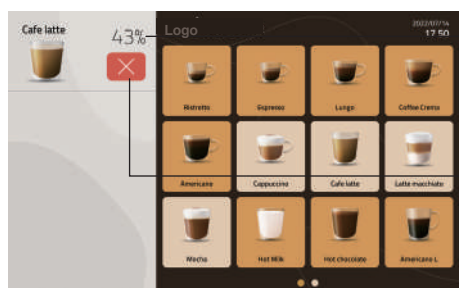 Cafe latte
43%
Logo
2022/07/14
17 50
Ristretto
Espresso
Lungo
Coffee Crema
Americano
Cappuccino
Cafe latte
Latte macchiato
Mocha
Hot Milk
Hot chocolate
Americano L